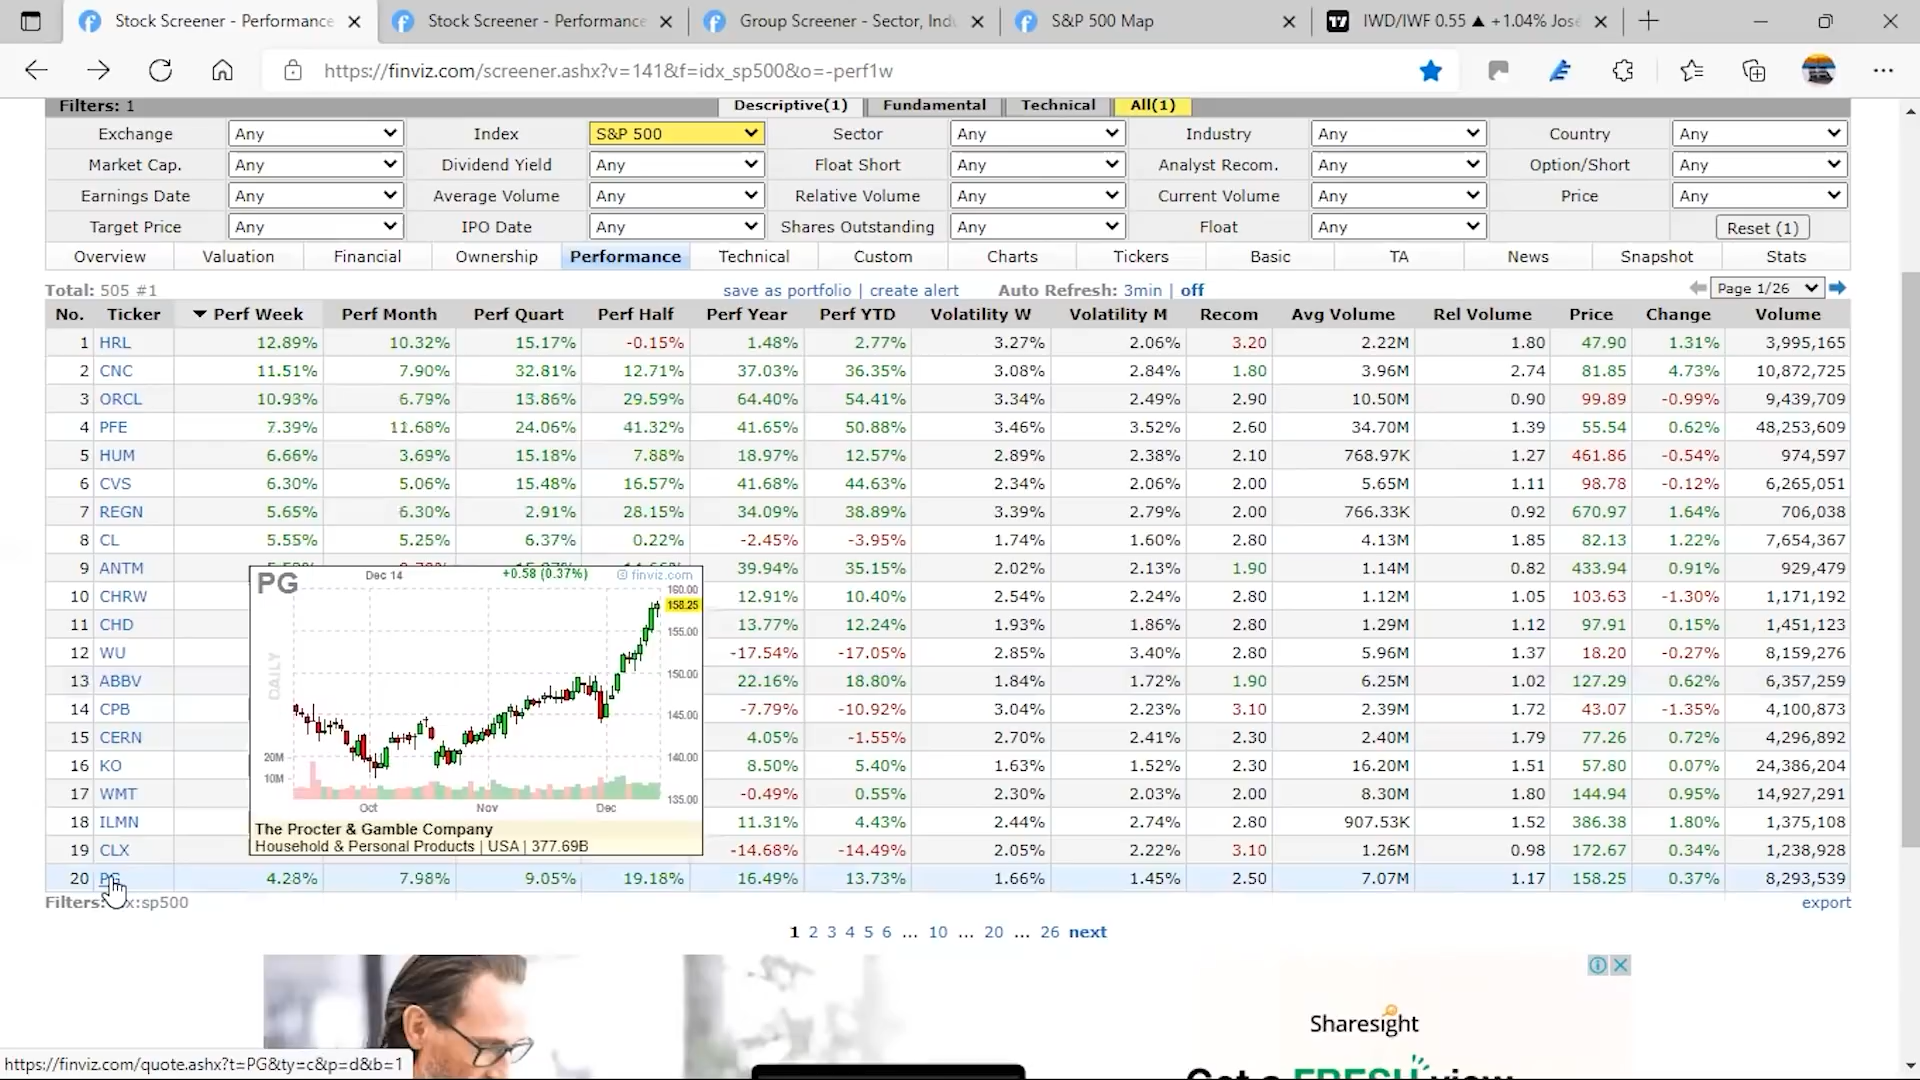 Stock Screener - Performance
Stock Screener - Performance
Group Screener - Sector, Ind
S&P 500 Map
IWD/IWF 0.55 ▲ +1.04% José
https://finviz.com/screener.ashx?v=141&f=idx_sp500&o=-perf1w
Filters: 1 Descriptive(1) Fundamental Technical All(1)
Exchange Any Index S&P 500 Sector Any Industry Any Country Any
Market Cap. Any Dividend Yield Any Float Short Any Analyst Recom. Any Option/Short Any
Earnings Date Any Average Volume Any Relative Volume Any Current Volume Any Price Any
Target Price Any IPO Date Any Shares Outstanding Any Float Any Reset (1)
Overview Valuation Financial Ownership Performance Technical Custom Charts Tickers Basic TA News Snapshot Stats
Total: 505 #1 save as portfolio | create alert Auto Refresh: 3min | off Page 1/26
No. Ticker ▼ Perf Week Perf Month Perf Quart Perf Half Perf Year Perf YTD Volatility W Volatility M Recom Avg Volume Rel Volume Price Change Volume
1 HRL 12.89% 10.32% 15.17% -0.15% 1.48% 2.77% 3.27% 2.06% 3.20 2.22M 1.80 47.90 1.31% 3,995,165
2 CNC 11.51% 7.90% 32.81% 12.71% 37.03% 36.35% 3.08% 2.84% 1.80 3.96M 2.74 81.85 4.73% 10,872,725
3 ORCL 10.93% 6.79% 13.86% 29.59% 64.40% 54.41% 3.34% 2.49% 2.90 10.50M 0.90 99.89 -0.99% 9,439,709
4 PFE 7.39% 11.68% 24.06% 41.32% 41.65% 50.88% 3.46% 3.52% 2.60 34.70M 1.39 55.54 0.62% 48,253,609
5 HUM 6.66% 3.69% 15.18% 7.88% 18.97% 12.57% 2.89% 2.38% 2.10 768.97K 1.27 461.86 -0.54% 974,597
6 CVS 6.30% 5.06% 15.48% 16.57% 41.68% 44.63% 2.34% 2.06% 2.00 5.65M 1.11 98.78 -0.12% 6,265,051
7 REGN 5.65% 6.30% 2.91% 28.15% 34.09% 38.89% 3.39% 2.79% 2.00 766.33K 0.92 670.97 1.64% 706,038
8 CL 5.55% 5.25% 6.37% 0.22% -2.45% -3.95% 1.74% 1.60% 2.80 4.13M 1.85 82.13 1.22% 7,654,367
9 ANTM 39.94% 35.15% 2.02% 2.13% 1.90 1.14M 0.82 433.94 0.91% 929,479
10 CHRW 12.91% 10.40% 2.54% 2.24% 2.80 1.12M 1.05 103.63 -1.30% 1,171,192
11 CHD 13.77% 12.24% 1.93% 1.86% 2.80 1.29M 1.12 97.91 0.15% 1,451,123
12 WU -17.54% -17.05% 2.85% 3.40% 2.80 5.96M 1.37 18.20 -0.27% 8,159,276
13 ABBV 22.16% 18.80% 1.84% 1.72% 1.90 6.25M 1.02 127.29 0.62% 6,357,259
14 CPB -7.79% -10.92% 3.04% 2.23% 3.10 2.39M 1.72 43.07 -1.35% 4,100,873
15 CERN 4.05% -1.55% 2.70% 2.41% 2.30 2.40M 1.79 77.26 0.72% 4,296,892
16 KO 8.50% 5.40% 1.63% 1.52% 2.30 16.20M 1.51 57.80 0.07% 24,386,204
17 WMT -0.49% 0.55% 2.30% 2.03% 2.00 8.30M 1.80 144.94 0.95% 14,927,291
18 ILMN 11.31% 4.43% 2.44% 2.74% 2.80 907.53K 1.52 386.38 1.80% 1,375,108
19 CLX -14.68% -14.49% 2.05% 2.22% 3.10 1.26M 0.98 172.67 0.34% 1,238,928
20 4.28% 7.98% 9.05% 19.18% 16.49% 13.73% 1.66% 1.45% 2.50 7.07M 1.17 158.25 0.37% 8,293,539
PG Dec 14 +0.58 (0.37%) © finviz.com
160.00
158.25
155.00
150.00
145.00
140.00
135.00
DAILY
20M
10M
Oct Nov Dec
The Procter & Gamble Company
Household & Personal Products | USA | 377.69B
Filters: x:sp500 export
1 2 3 4 5 6 ... 10 ... 20 ... 26 next
Sharesight
Get a FRESH view
https://finviz.com/quote.ashx?t=PG&ty=c&p=d&b=1